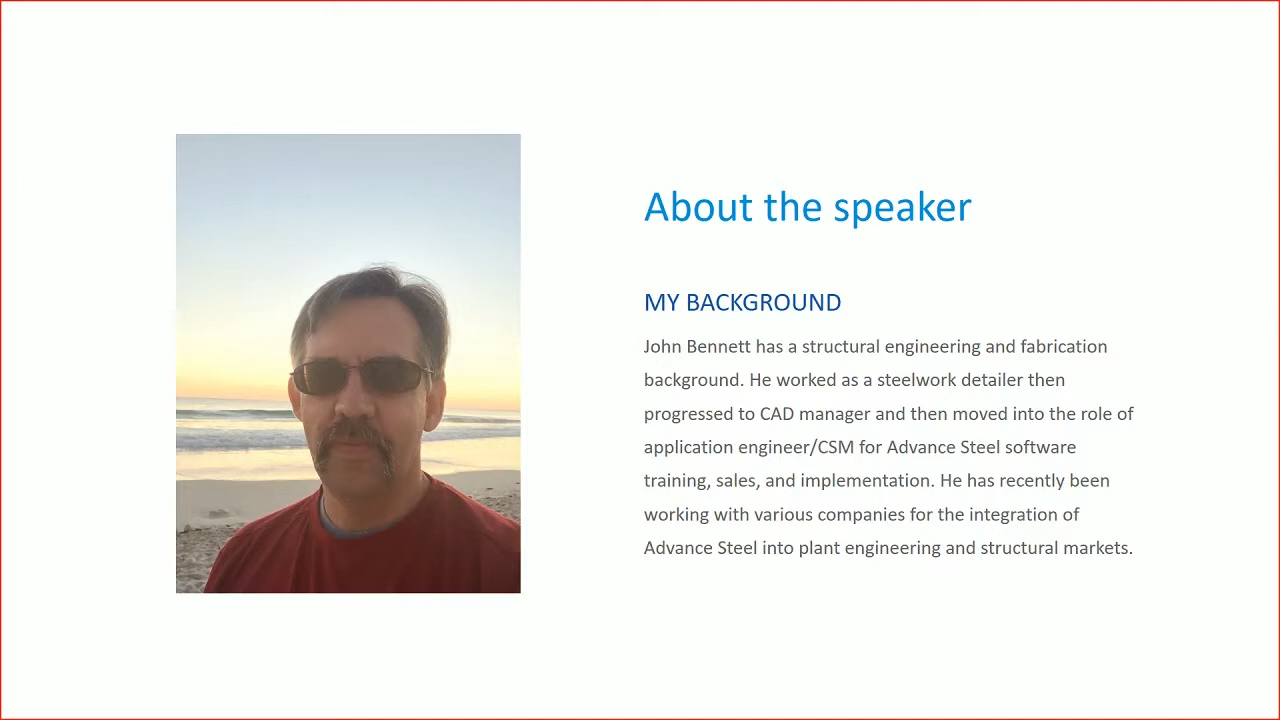 About the speaker
MY BACKGROUND
John Bennett has a structural engineering and fabrication
background. He worked as a steelwork detailer then
progressed to CAD manager and then moved into the role of
application engineer/CSM for Advance Steel software
training, sales, and implementation. He has recently been
working with various companies for the integration of
Advance Steel into plant engineering and structural markets.